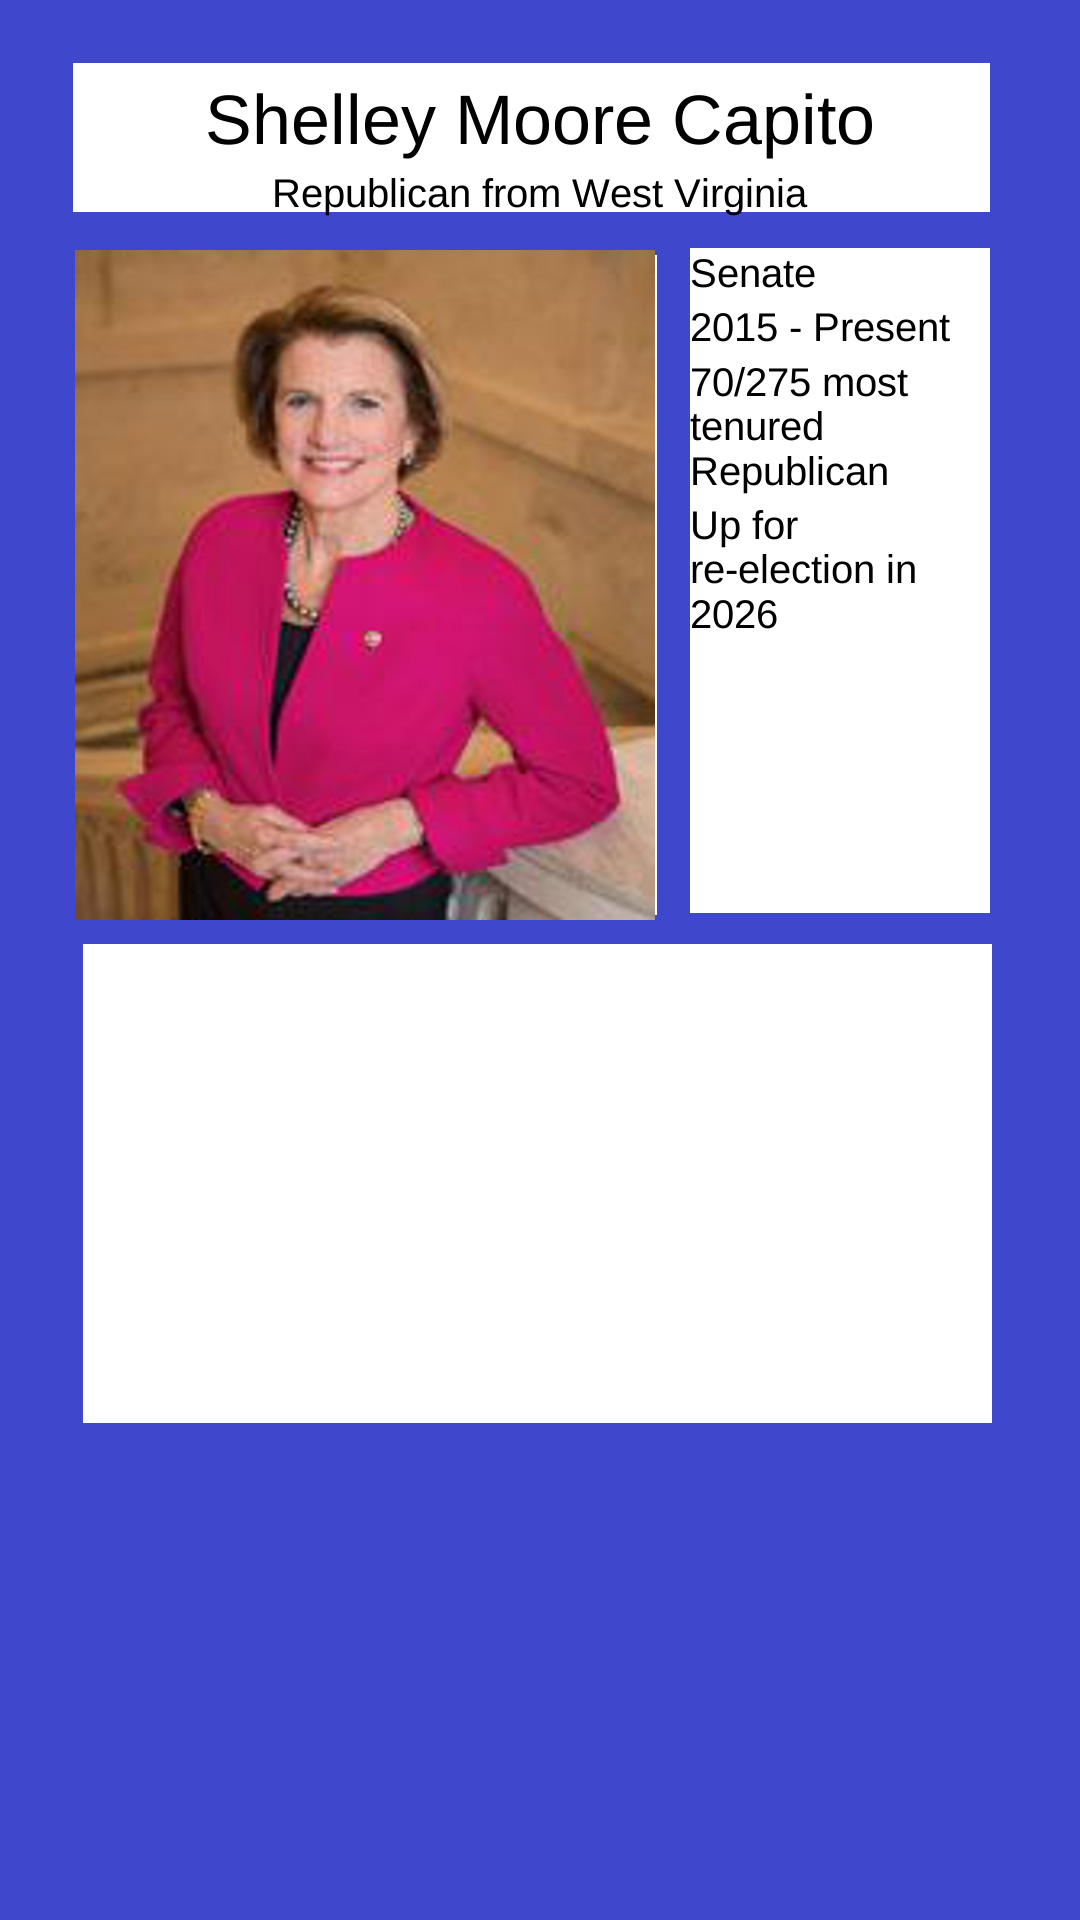 Shelley Moore Capito
Republican from West Virginia
Senate
2015 - Present
70/275 most
tenured
Republican
Up for
re-election in
2026